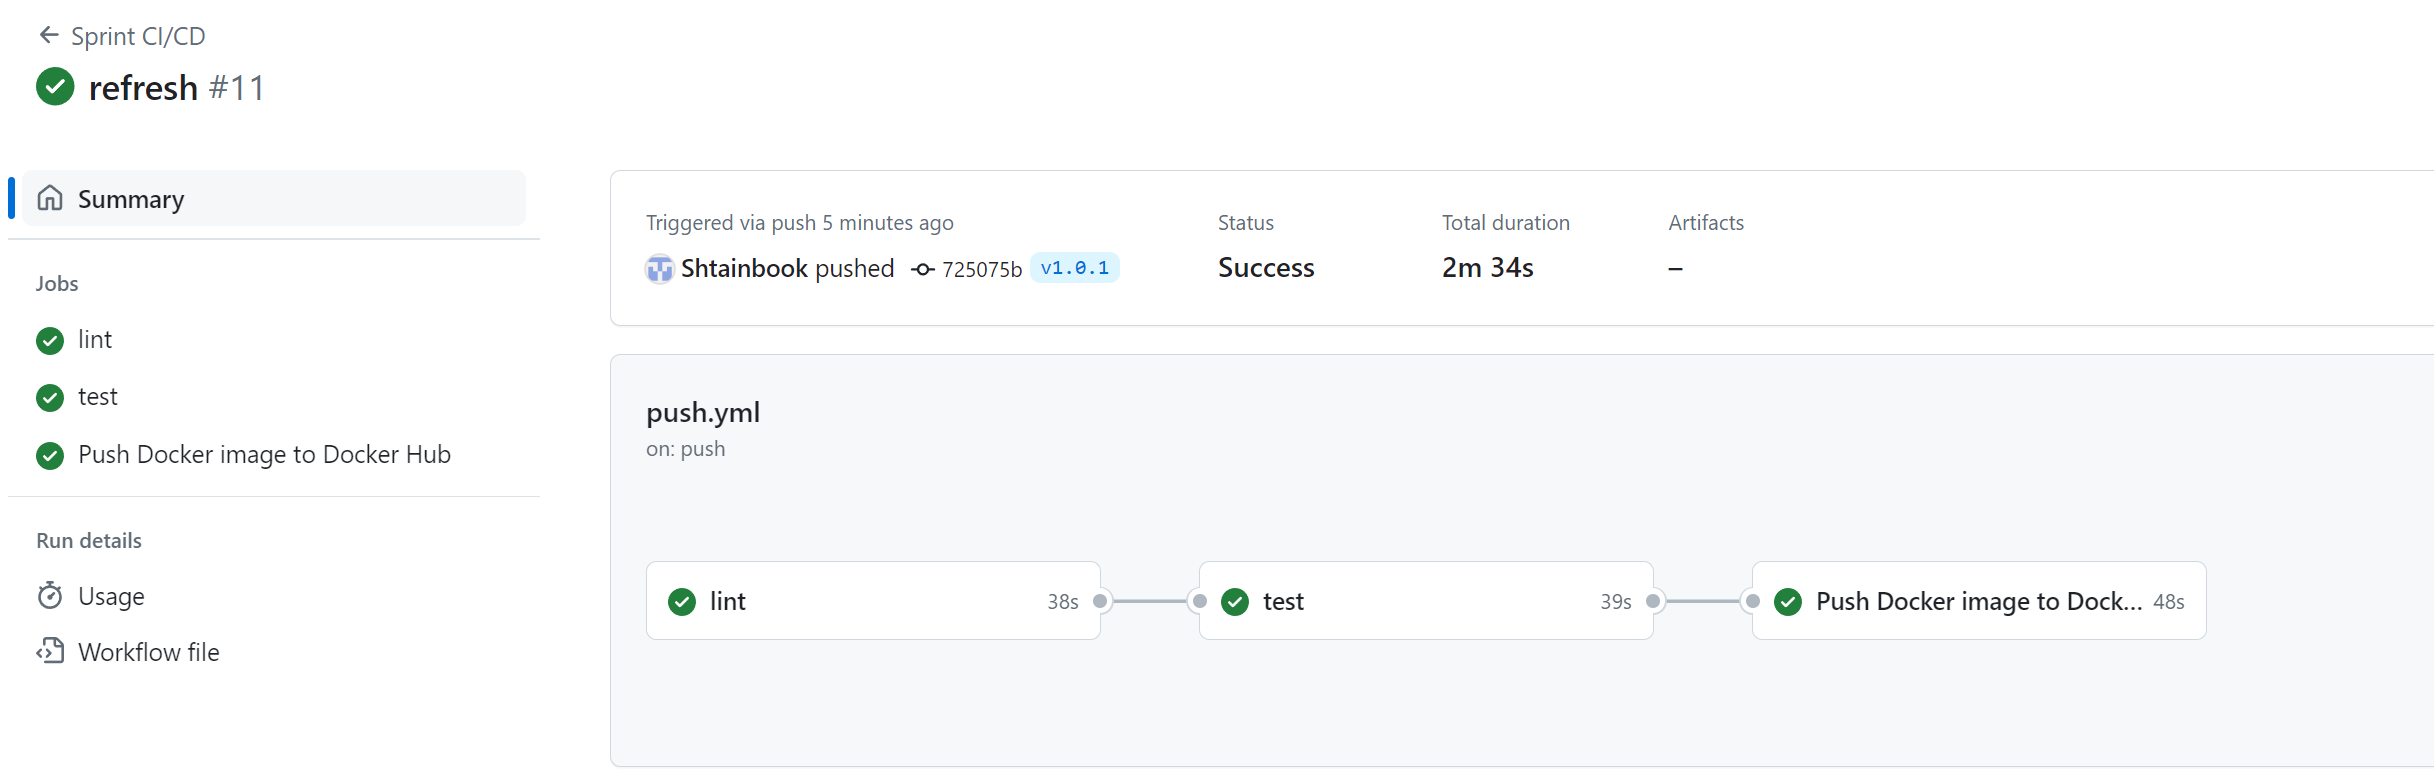 Sprint CI/CD
refresh #11
Summary
Jobs
lint
test
Push Docker image to Docker Hub
Run details
Usage
Workflow file
Triggered via push 5 minutes ago
Shtainbook pushed 725075b v1.0.1
Status
Success
Total duration
2m 34s
Artifacts
–
push.yml
on: push
lint 38s
test 39s
Push Docker image to Dock... 48s